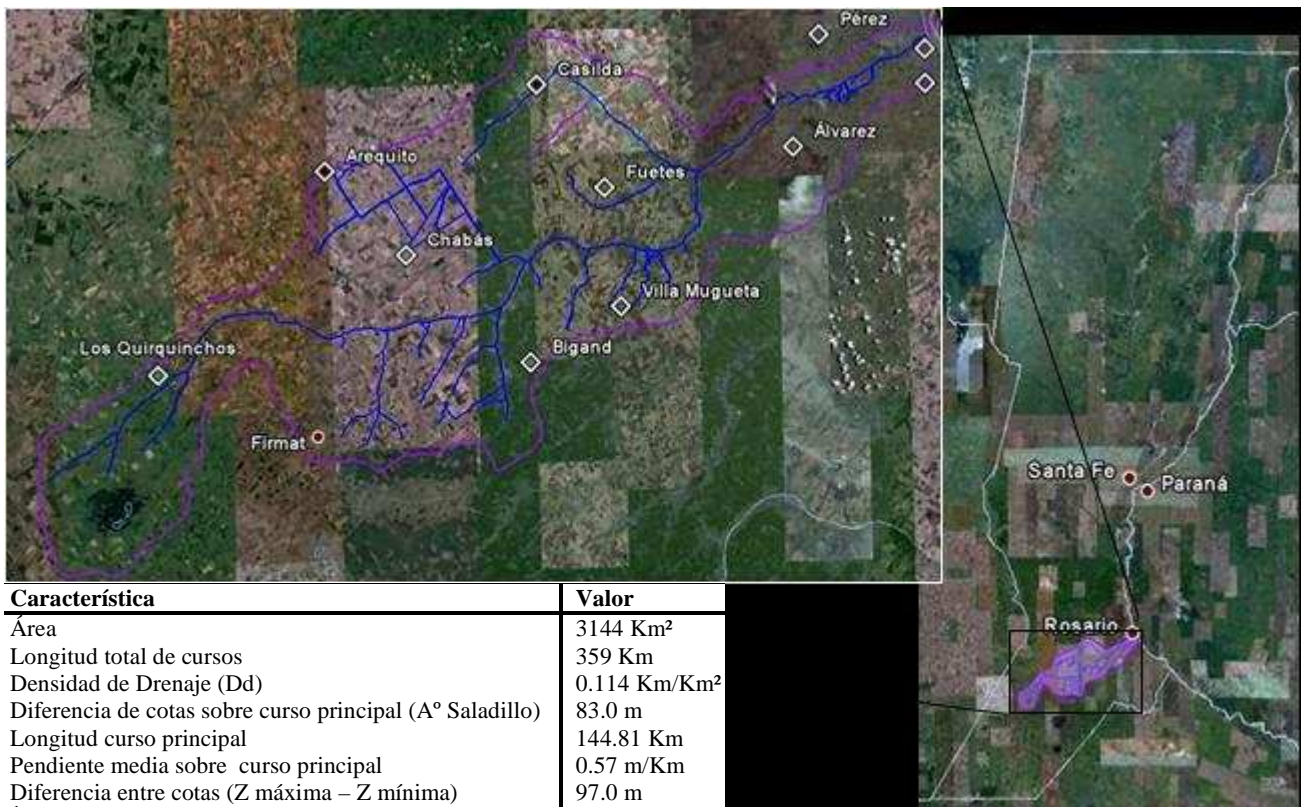 Pérez
Casilda
Álvarez
Arequito
Fuetes
Chabás
Villa Mugueta
Los Quirquinchos
Bigand
Firmat
Santa Fe
Paraná
Rosario
Característica Valor
Área 3144 Km²
Longitud total de cursos 359 Km
Densidad de Drenaje (Dd) 0.114 Km/Km²
Diferencia de cotas sobre curso principal (Aº Saladillo) 83.0 m
Longitud curso principal 144.81 Km
Pendiente media sobre curso principal 0.57 m/Km
Diferencia entre cotas (Z máxima – Z mínima) 97.0 m